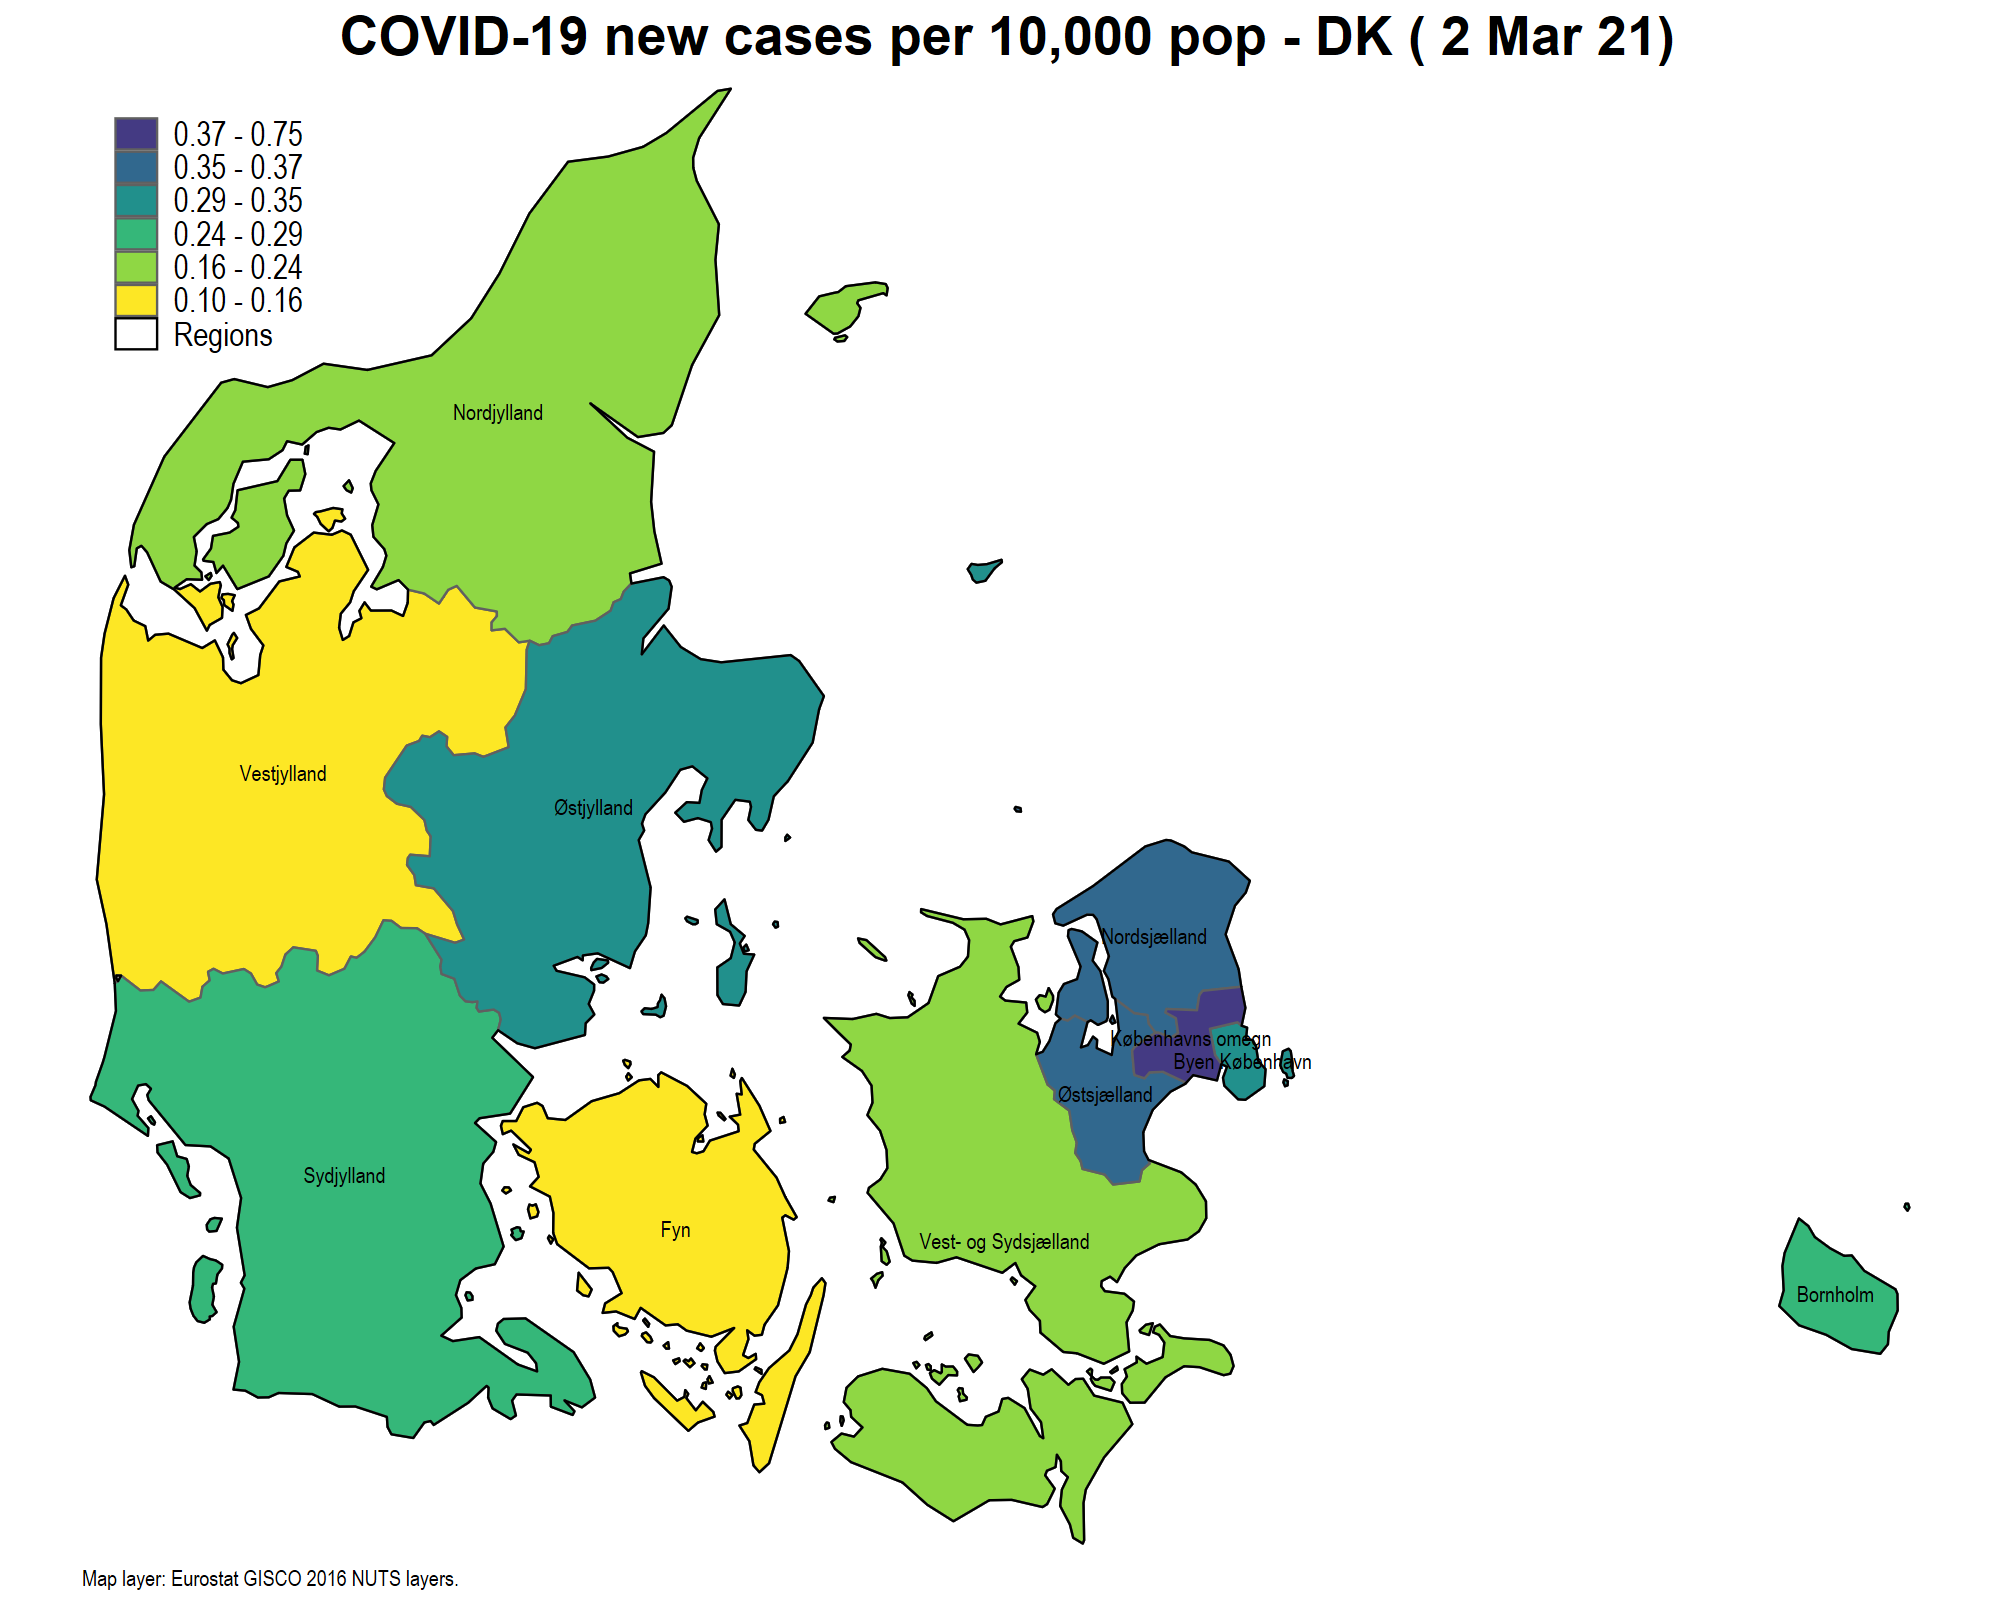 COVID-19 new cases per 10,000 pop - DK ( 2 Mar 21)
0.37 - 0.75
0.35 - 0.37
0.29 - 0.35
0.24 - 0.29
0.16 - 0.24
0.10 - 0.16
Regions
Nordjylland
Vestjylland
Østjylland
Nordsjælland
Københavns omegn
Byen København
Østsjælland
Sydjylland
Fyn
Vest- og Sydsjælland
Bornholm
Map layer: Eurostat GISCO 2016 NUTS layers.